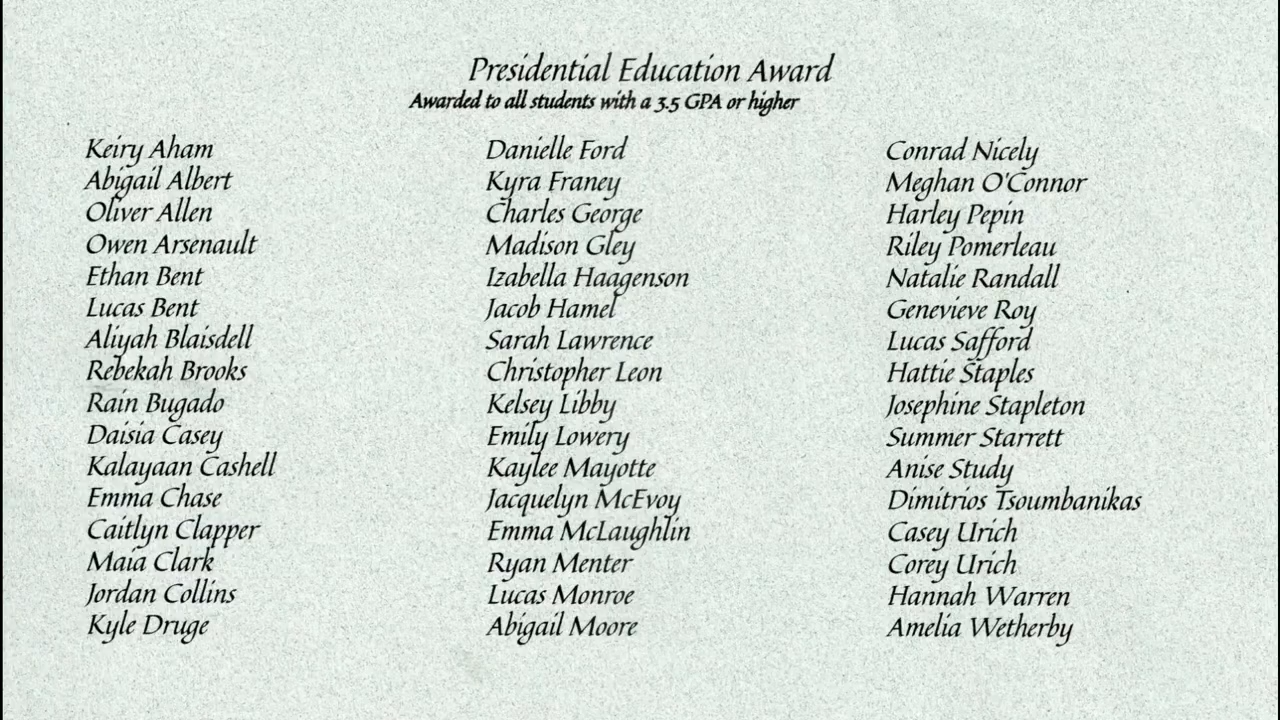 Presidential Education Award
Awarded to all students with a 3.5 GPA or higher
Keiry Aham
Abigail Albert
Oliver Allen
Owen Arsenault
Ethan Bent
Lucas Bent
Aliyah Blaisdell
Rebekah Brooks
Rain Bugado
Daisia Casey
Kalayaan Cashell
Emma Chase
Caitlyn Clapper
Maia Clark
Jordan Collins
Kyle Druge
Danielle Ford
Kyra Franey
Charles George
Madison Gley
Izabella Haagenson
Jacob Hamel
Sarah Lawrence
Christopher Leon
Kelsey Libby
Emily Lowery
Kaylee Mayotte
Jacquelyn McEvoy
Emma McLaughlin
Ryan Menter
Lucas Monroe
Abigail Moore
Conrad Nicely
Meghan O'Connor
Harley Pepin
Riley Pomerleau
Natalie Randall
Genevieve Roy
Lucas Safford
Hattie Staples
Josephine Stapleton
Summer Starrett
Anise Study
Dimitrios Tsoumbanikas
Casey Urich
Corey Urich
Hannah Warren
Amelia Wetherby